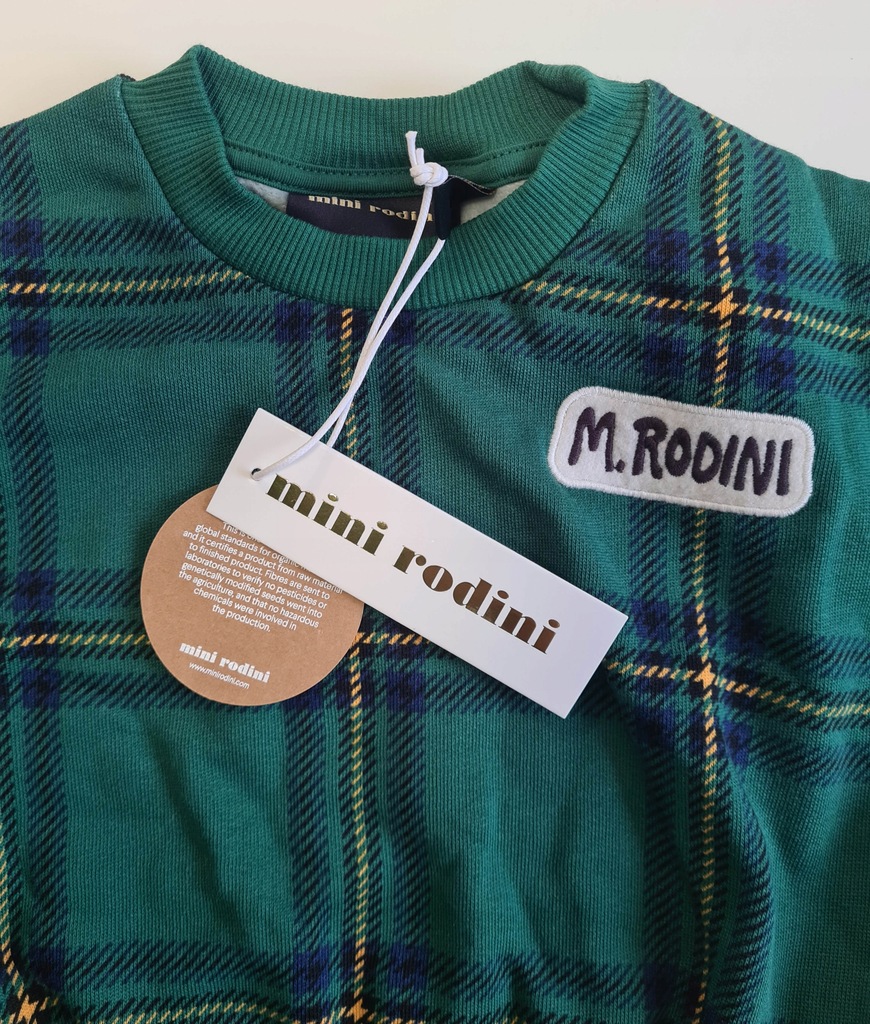 mini rodini
M. RODINI
mini rodini
This is
global standards for organic
and it certifies a product from raw material
to finished product. Fibres are sent to
laboratories to verify no pesticides or
genetically modified seeds went into
the agriculture, and that no hazardous
chemicals were involved in
the production.
mini rodini
www.minirodini.com